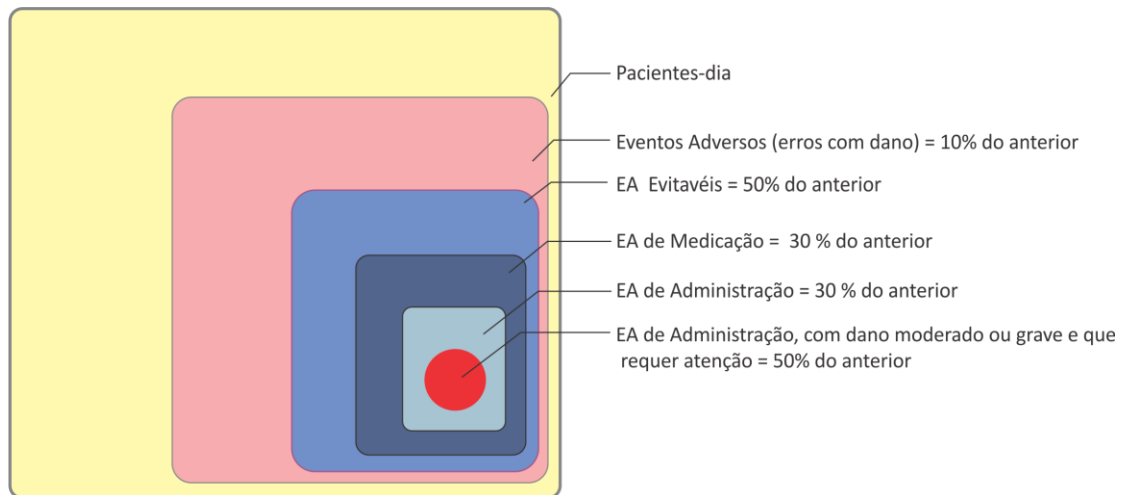 Pacientes-dia
Eventos Adversos (erros com dano) = 10% do anterior
EA Evitavéis = 50% do anterior
EA de Medicação = 30 % do anterior
EA de Administração = 30 % do anterior
EA de Administração, com dano moderado ou grave e que
requer atenção = 50% do anterior